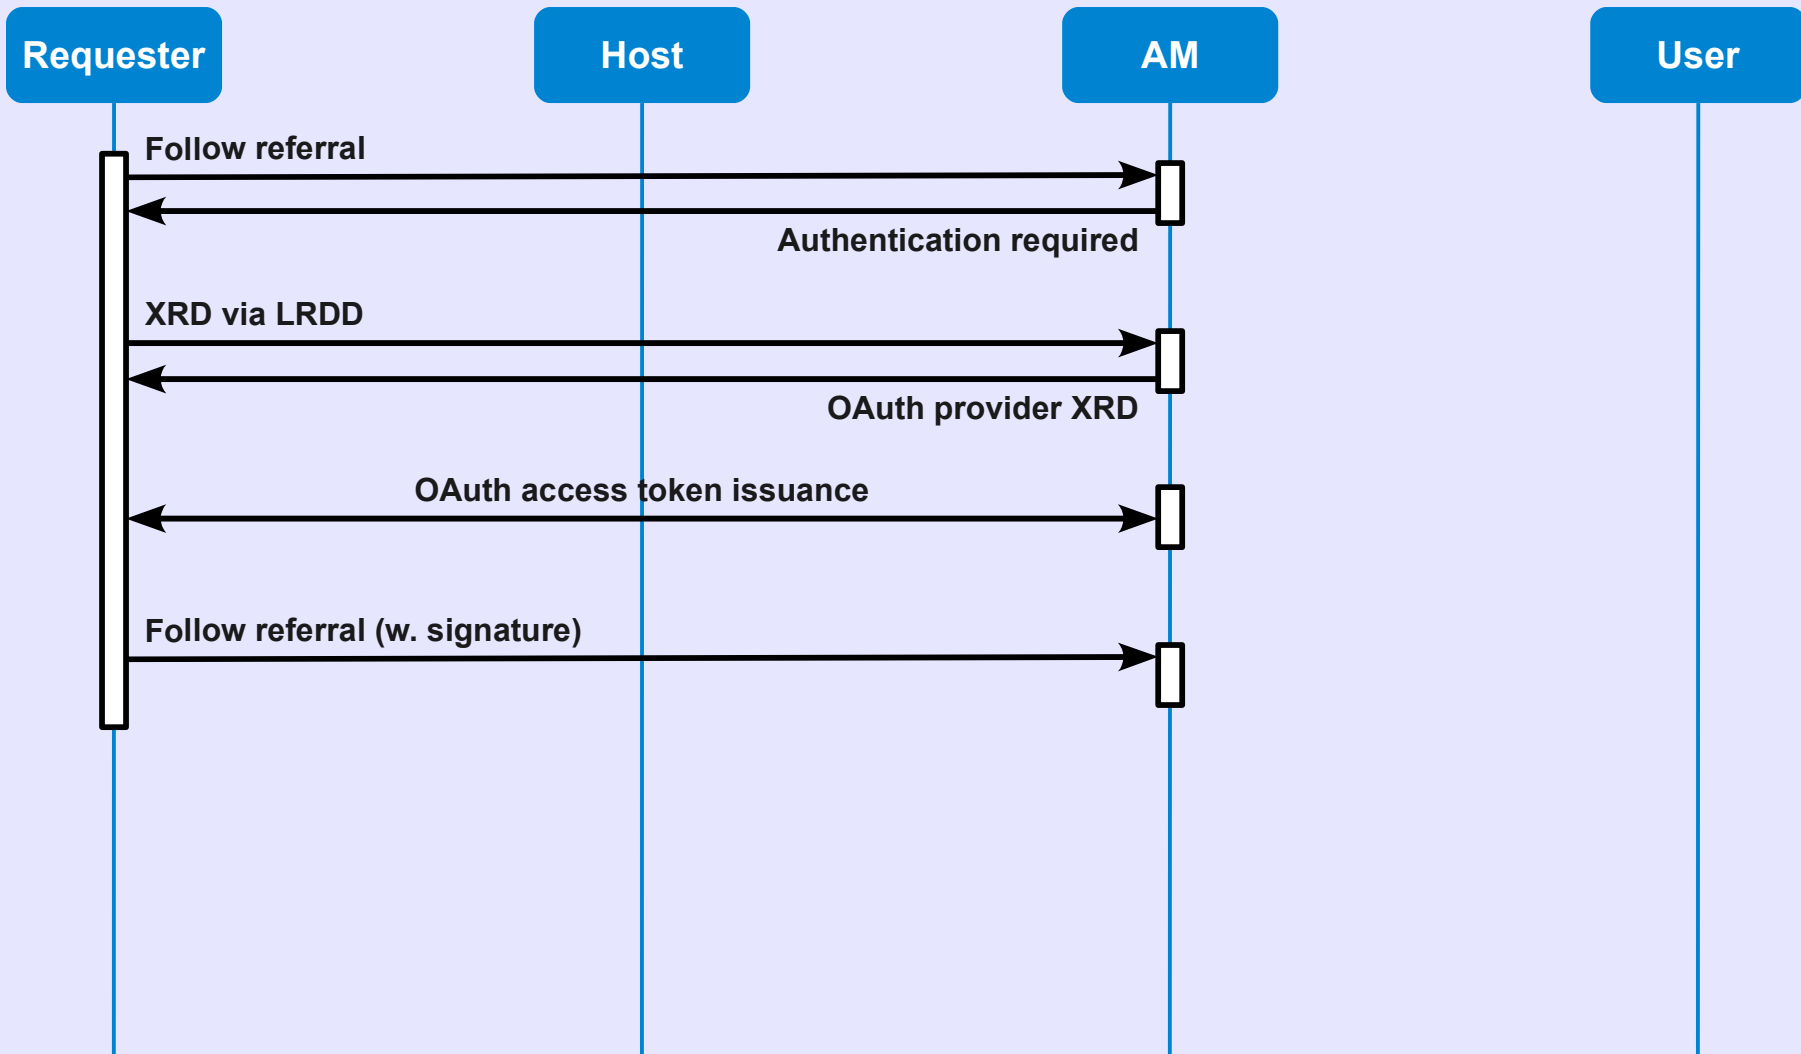 Requester
Host
AM
User
Follow referral
Authentication required
XRD via LRDD
OAuth provider XRD
OAuth access token issuance
Follow referral (w. signature)